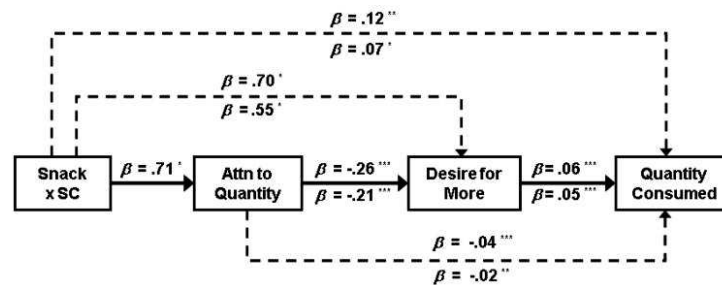 β = .12 **
β = .07 *
β = .70 *
β = .55 *
Snack
x SC
β = .71 *
Attn to
Quantity
β = -.26 ***
β = -.21 ***
Desire for
More
β = .06 ***
β = .05 ***
Quantity
Consumed
β = -.04 ***
β = -.02 **